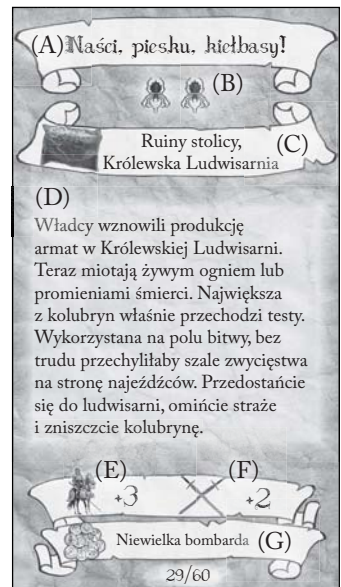 (A) Naści, piesku, kiełbasy!
(B)
Ruiny stolicy, (C)
Królewska Ludwisarnia
(D)
Władcy wznowili produkcję
armat w Królewskiej Ludwisarni.
Teraz miotają żywym ogniem lub
promieniami śmierci. Największa
z kolubryn właśnie przechodzi testy.
Wykorzystana na polu bitwy, bez
trudu przechyliłaby szale zwycięstwa
na stronę najeźdźców. Przedostańcie
się do ludwisarni, omińcie straże
i zniszczcie kolubrynę.
(E) (F)
+3 +2
Niewielka bombarda (G)
29/60